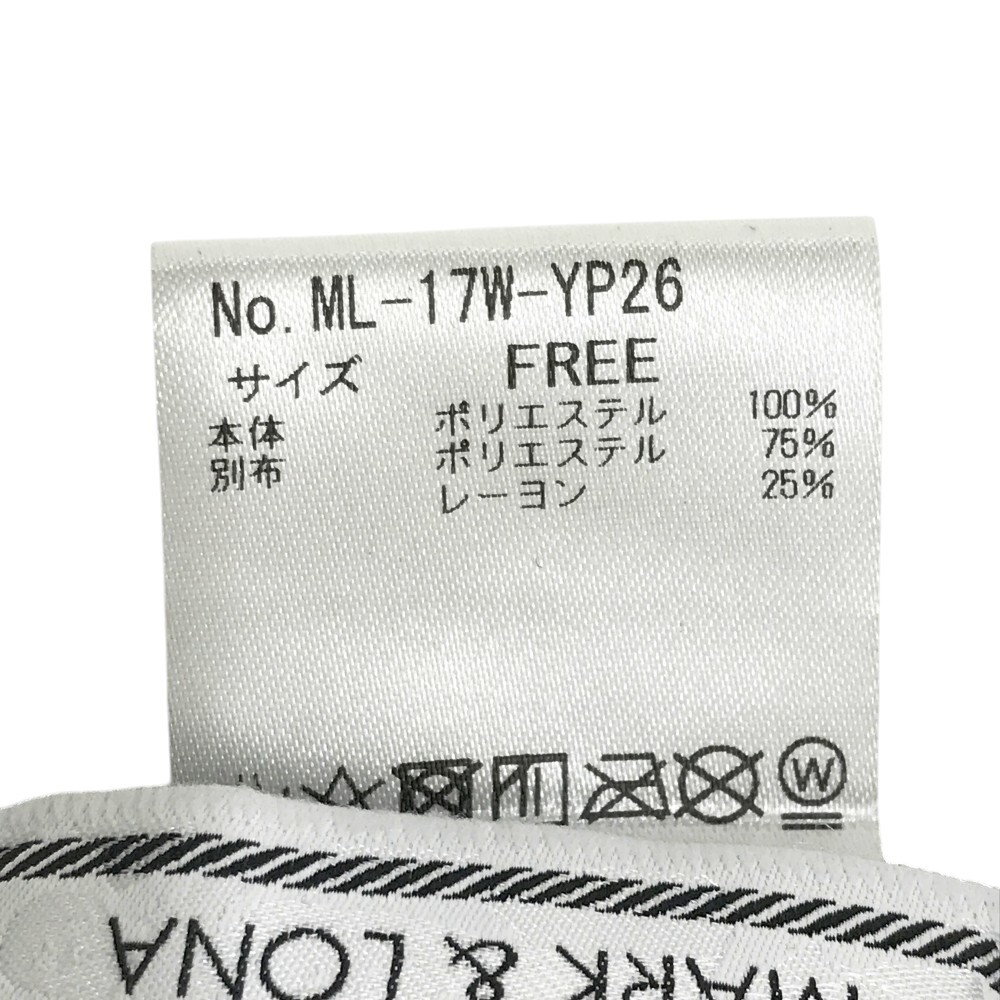 No. ML-17W-YP26
サイズ FREE
本体 ポリエステル 100%
別布 ポリエステル 75%
レーヨン 25%
W
MARK & LONA